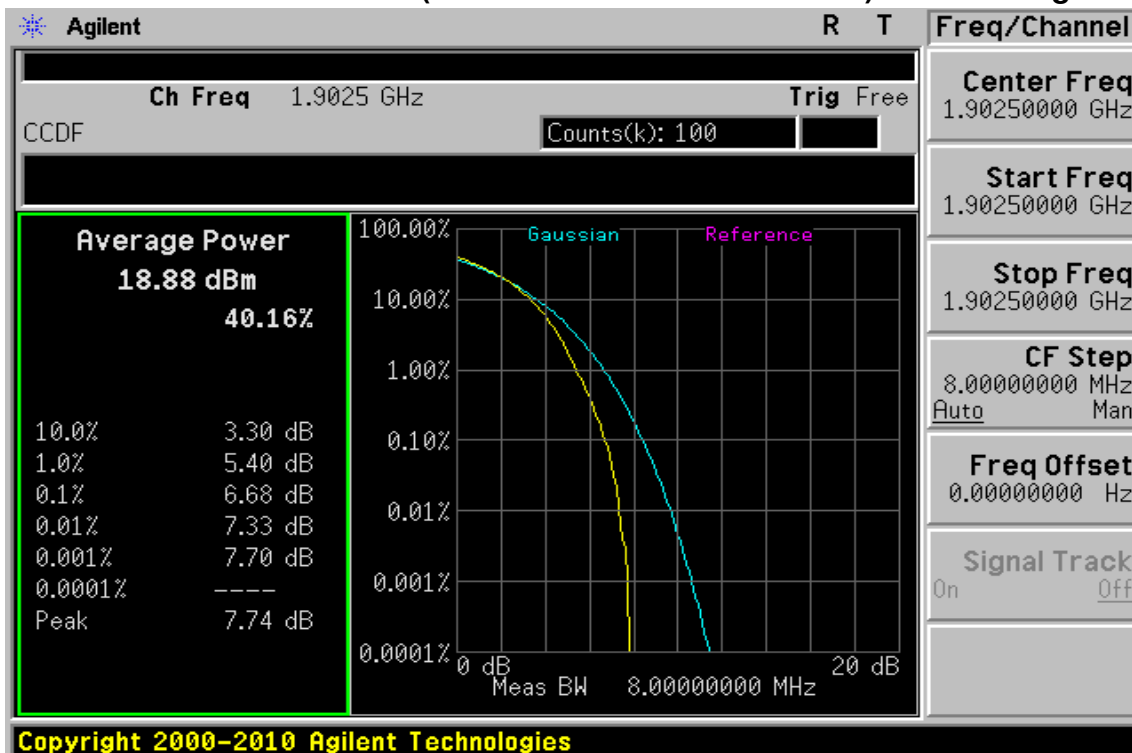 Agilent R T
Ch Freq 1.9025 GHz Trig Free
CCDF Counts(k): 100
Average Power
18.88 dBm
40.16%
10.0% 3.30 dB
1.0% 5.40 dB
0.1% 6.68 dB
0.01% 7.33 dB
0.001% 7.70 dB
0.0001% ----
Peak 7.74 dB
Gaussian Reference
100.00%
10.00%
1.00%
0.10%
0.01%
0.001%
0.0001%
0 dB 20 dB
Meas BW 8.00000000 MHz
Freq/Channel
Center Freq
1.90250000 GHz
Start Freq
1.90250000 GHz
Stop Freq
1.90250000 GHz
CF Step
8.00000000 MHz
Auto Man
Freq Offset
0.00000000 Hz
Signal Track
On Off
Copyright 2000-2010 Agilent Technologies